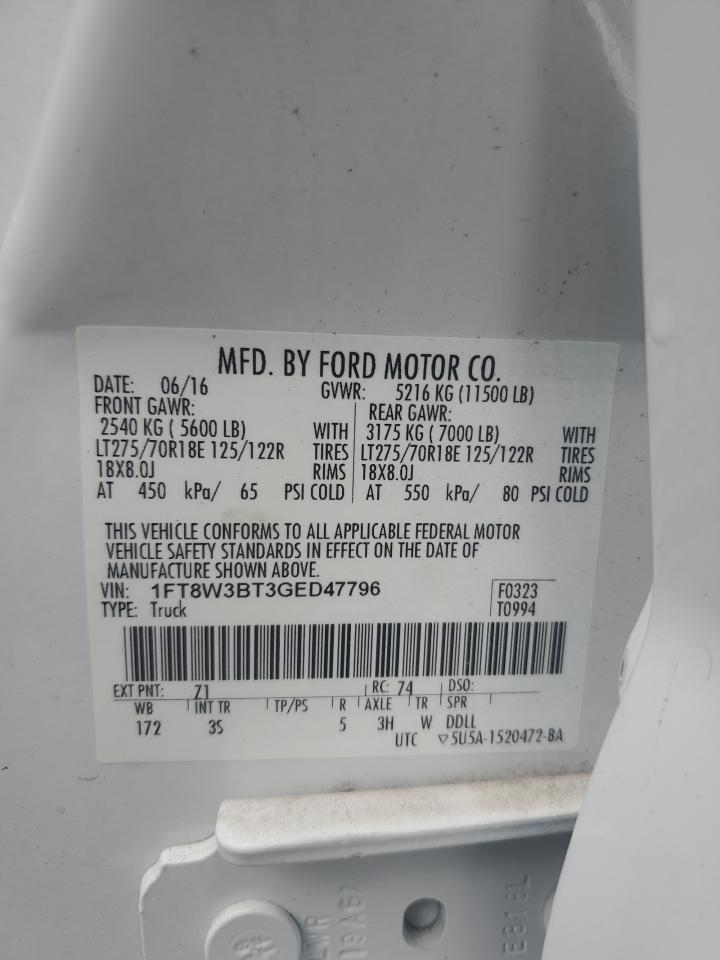 MFD. BY FORD MOTOR CO.
DATE: 06/16 GVWR: 5216 KG (11500 LB)
FRONT GAWR: REAR GAWR:
2540 KG ( 5600 LB) WITH 3175 KG ( 7000 LB) WITH
LT275/70R18E 125/122R TIRES LT275/70R18E 125/122R TIRES
18X8.0J RIMS 18X8.0J RIMS
AT 450 kPa/ 65 PSI COLD AT 550 kPa/ 80 PSI COLD
THIS VEHICLE CONFORMS TO ALL APPLICABLE FEDERAL MOTOR
VEHICLE SAFETY STANDARDS IN EFFECT ON THE DATE OF
MANUFACTURE SHOWN ABOVE.
VIN: 1FT8W3BT3GED47796 F0323
TYPE: Truck T0994
EXT PNT: Z1 RC: 74 DSO:
WB INT TR TP/PS R AXLE TR SPR
172 3S 5 3H W DDLL
UTC ▽5U5A-1520472-BA
LWR
E818L